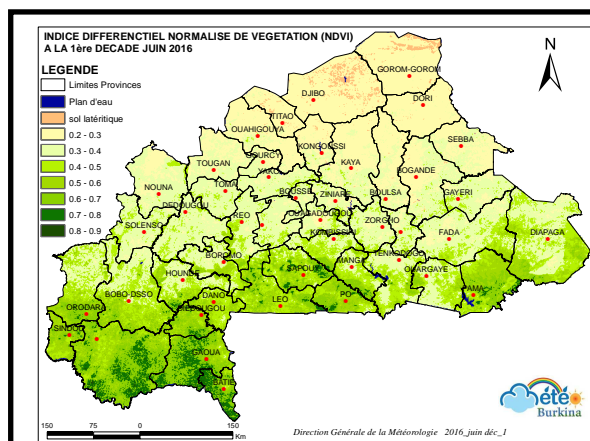 INDICE DIFFERENCTIEL NORMALISE DE VEGETATION (NDVI)
A LA 1ère DECADE JUIN 2016
LEGENDE
Limites Provinces
Plan d'eau
sol latéritique
0.2 - 0.3
0.3 - 0.4
0.4 - 0.5
0.5 - 0.6
0.6 - 0.7
0.7 - 0.8
0.8 - 0.9
N
GOROM-GOROM
DJIBO
DORI
TITAO
OUAHIGOUYA
SEBBA
KONGOUSSI
GOURCY
KAYA
TOUGAN
YAKO
BOGANDE
TOMA
NOUNA
BOUSSE
ZINIARE
BOULSA
GAYERI
DEDOUGOU
REO
OUAGADOUGOU
SOLENSO
ZORGHO
KOMBISSIRI
FADA
DIAPAGA
BOROMO
MANGA
TENKODOGO
HOUNDE
SAPOUY
OUARGAYE
BOBO-DSSO
DANO
LEO
PO
AMA
ORODARA
DIEBOUGOU
SINDOU
GAOUA
BATIE
150 75 0 150
Km
Direction Générale de la Météorologie 2016_juin déc_1
Météo
Burkina